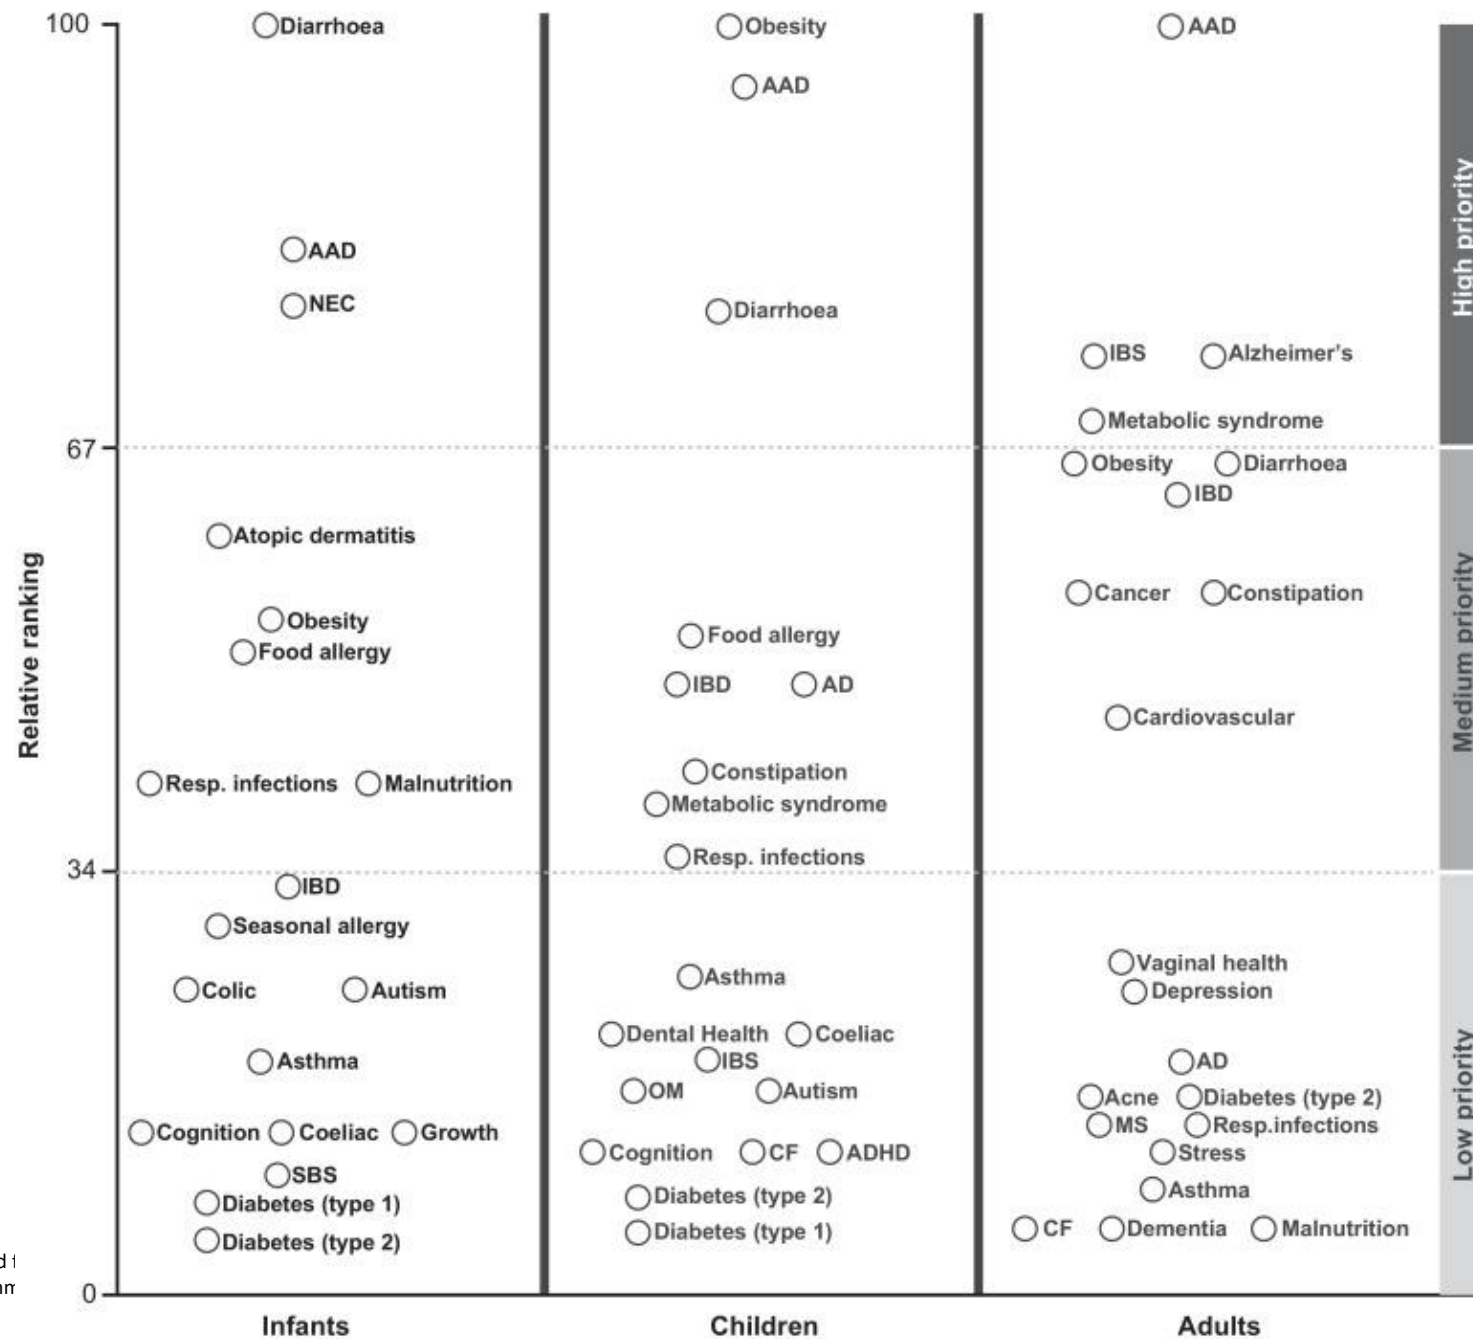 100
Diarrhoea
Obesity
AAD
AAD
AAD
NEC
Diarrhoea
IBS
Alzheimer's
Metabolic syndrome
High priority
67
Obesity
Diarrhoea
IBD
Atopic dermatitis
Cancer
Constipation
Obesity
Food allergy
Food allergy
IBD
AD
Cardiovascular
Constipation
Resp. infections
Malnutrition
Metabolic syndrome
Resp. infections
Relative ranking
Medium priority
34
IBD
Seasonal allergy
Vaginal health
Asthma
Colic
Autism
Depression
Dental Health
Coeliac
IBS
Asthma
AD
OM
Autism
Acne
Diabetes (type 2)
MS
Resp.infections
Cognition
Coeliac
Growth
Cognition
CF
ADHD
Stress
SBS
Asthma
Diabetes (type 1)
Diabetes (type 2)
Diabetes (type 1)
CF
Dementia
Malnutrition
Diabetes (type 2)
Low priority
0
Infants
Children
Adults